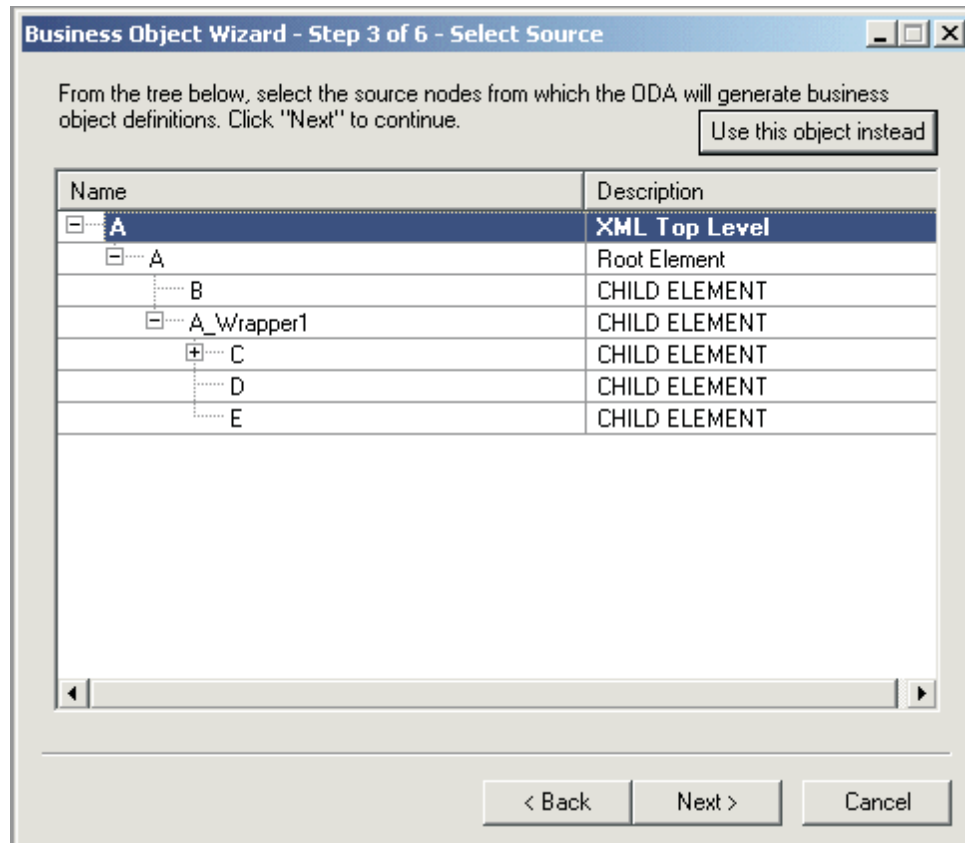 Business Object Wizard - Step 3 of 6 - Select Source
From the tree below, select the source nodes from which the ODA will generate business
object definitions. Click "Next" to continue.
Use this object instead
Name Description
A XML Top Level
A Root Element
B CHILD ELEMENT
A_Wrapper1 CHILD ELEMENT
C CHILD ELEMENT
D CHILD ELEMENT
E CHILD ELEMENT
< Back Next > Cancel